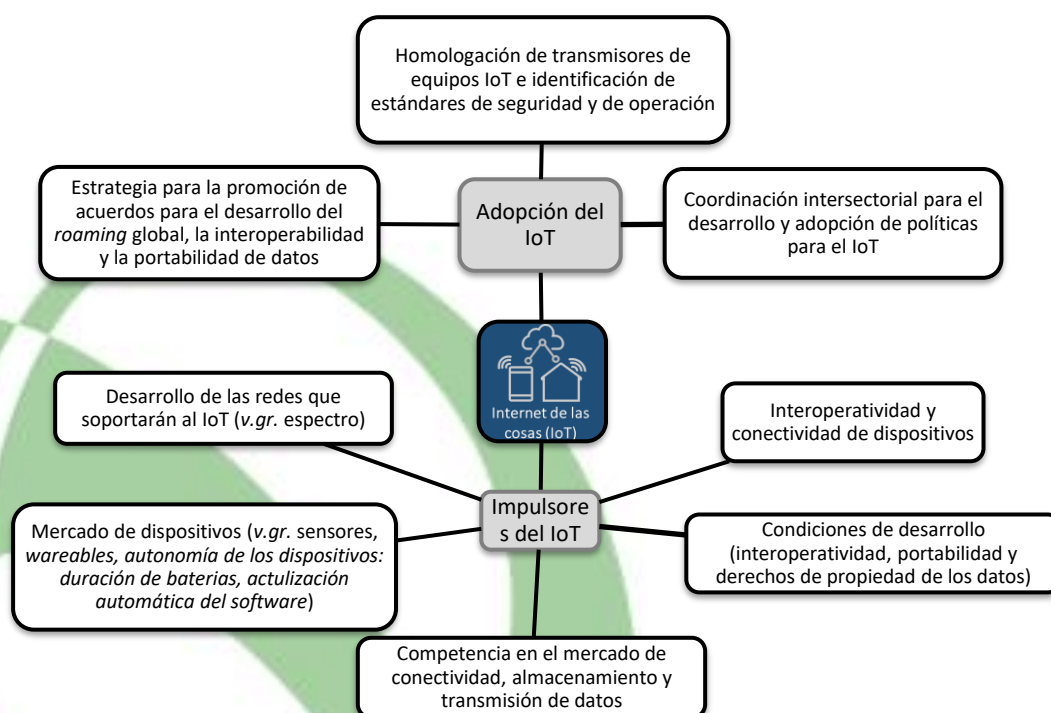 Homologación de transmisores de
equipos IoT e identificación de
estándares de seguridad y de operación
Estrategia para la promoción de
acuerdos para el desarrollo del
roaming global, la interoperabilidad
y la portabilidad de datos
Adopción del
IoT
Coordinación intersectorial para el
desarrollo y adopción de políticas
para el IoT
Internet de las
cosas (IoT)
Desarrollo de las redes que
soportarán al IoT (v.gr. espectro)
Interoperatividad y
conectividad de dispositivos
Impulsore
s del IoT
Mercado de dispositivos (v.gr. sensores,
wareables, autonomía de los dispositivos:
duración de baterias, actulización
automática del software)
Condiciones de desarrollo
(interoperatividad, portabilidad y
derechos de propiedad de los datos)
Competencia en el mercado de
conectividad, almacenamiento y
transmisión de datos